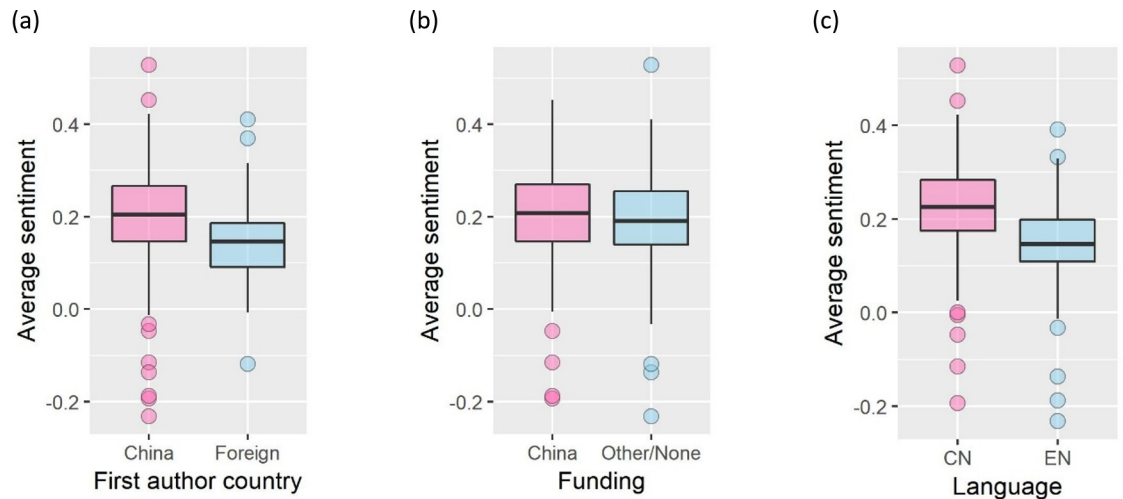 (a)
Average sentiment
0.4
0.2
0.0
-0.2
China Foreign
First author country
(b)
Average sentiment
0.4
0.2
0.0
-0.2
China Other/None
Funding
(c)
Average sentiment
0.4
0.2
0.0
-0.2
CN EN
Language